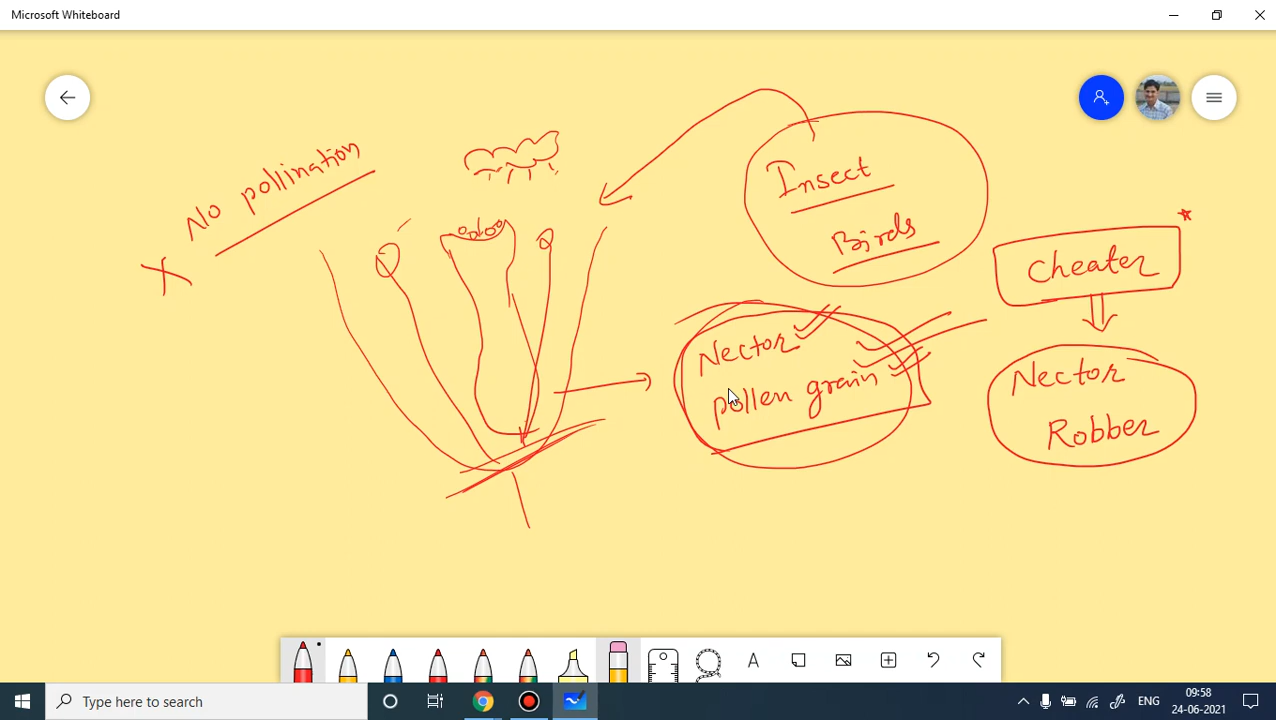 Microsoft Whiteboard
No pollination
X
Insect
Birds
Cheater
Nector
pollen grain
Nector
Robber
A
Type here to search
ENG
09:58
24-06-2021